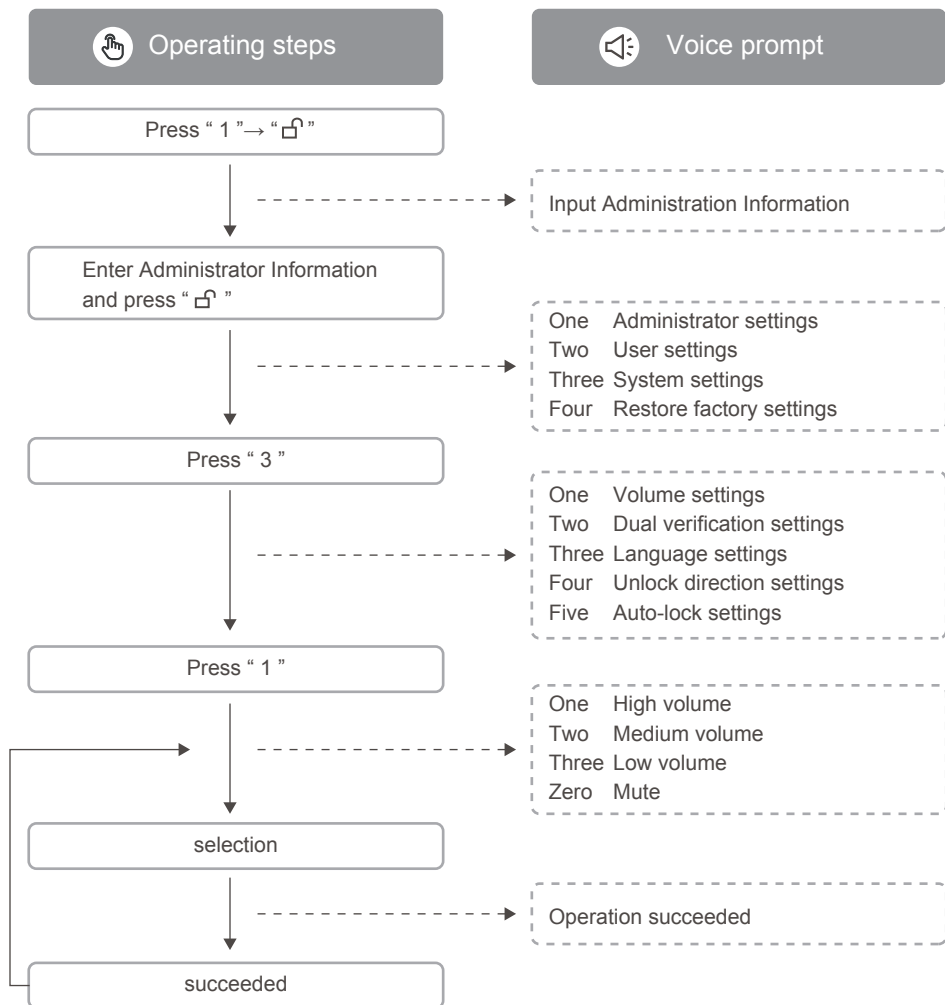 Operating steps
Voice prompt
Press “ 1 ”→ “🔓”
Input Administration Information
Enter Administrator Information
and press “ 🔓 ”
One Administrator settings
Two User settings
Three System settings
Four Restore factory settings
Press “ 3 ”
One Volume settings
Two Dual verification settings
Three Language settings
Four Unlock direction settings
Five Auto-lock settings
Press “ 1 ”
One High volume
Two Medium volume
Three Low volume
Zero Mute
selection
Operation succeeded
succeeded